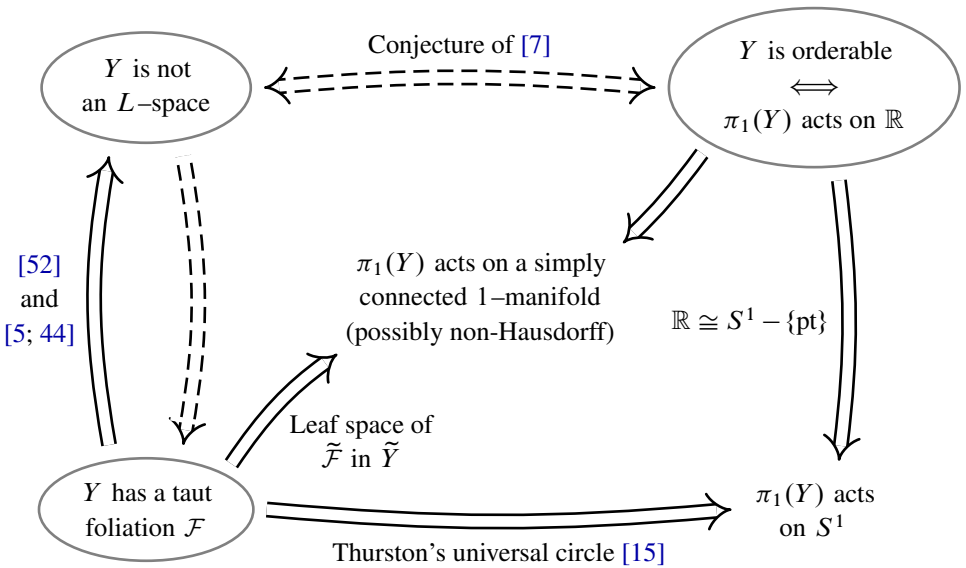 Conjecture of [7]
Y is not
an L–space
Y is orderable
⟺
π₁(Y) acts on ℝ
[52]
and
[5; 44]
π₁(Y) acts on a simply
connected 1–manifold
(possibly non-Hausdorff)
ℝ ≅ S¹ – {pt}
Leaf space of
ℱ̃ in Ỹ
Y has a taut
foliation ℱ
π₁(Y) acts
on S¹
Thurston's universal circle [15]